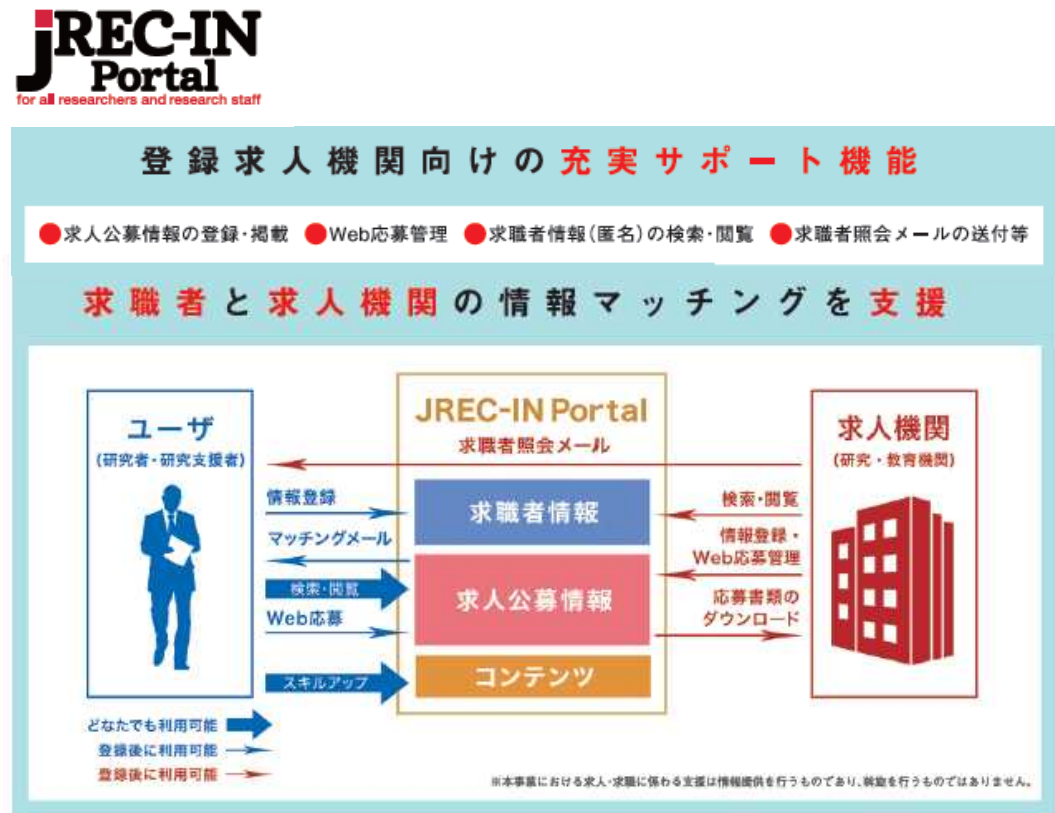 JREC-IN
Portal
for all researchers and research staff
登録求人機関向けの充実サポート機能
●求人公募情報の登録・掲載 ●Web応募管理 ●求職者情報(匿名)の検索・閲覧 ●求職者照会メールの送付等
求職者と求人機関の情報マッチングを支援
ユーザ
(研究者・研究支援者)
JREC-IN Portal
求職者照会メール
求人機関
(研究・教育機関)
情報登録
マッチングメール
検索・閲覧
Web応募
スキルアップ
求職者情報
求人公募情報
コンテンツ
検索・閲覧
情報登録・
Web応募管理
応募書類の
ダウンロード
どなたでも利用可能
登録後に利用可能
登録後に利用可能
※本事業における求人・求職に係わる支援は情報提供を行うものであり、斡旋を行うものではありません。